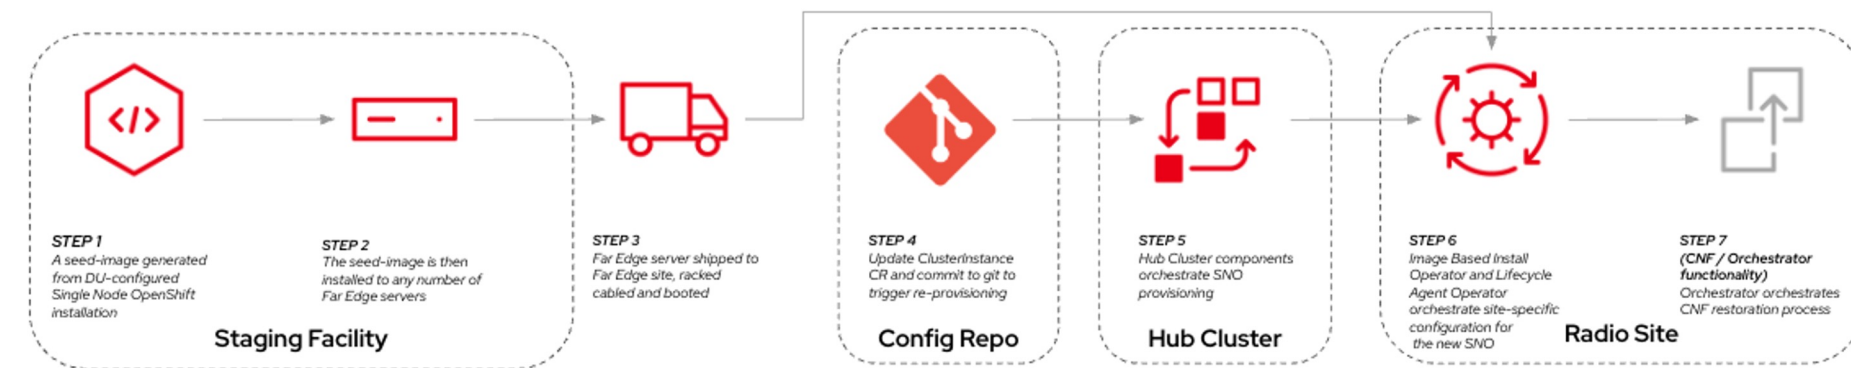 </>
STEP 1
A seed-image generated
from DU-configured
Single Node OpenShift
installation
STEP 2
The seed-image is then
installed to any number of
Far Edge servers
Staging Facility
STEP 3
Far Edge server shipped to
Far Edge site, racked
cabled and booted
STEP 4
Update ClusterInstance
CR and commit to git to
trigger re-provisioning
Config Repo
STEP 5
Hub Cluster components
orchestrate SNO
provisioning
Hub Cluster
STEP 6
Image Based Install
Operator and Lifecycle
Agent Operator
orchestrate site-specific
configuration for
the new SNO
STEP 7
(CNF / Orchestrator
functionality)
Orchestrator orchestrates
CNF restoration process
Radio Site